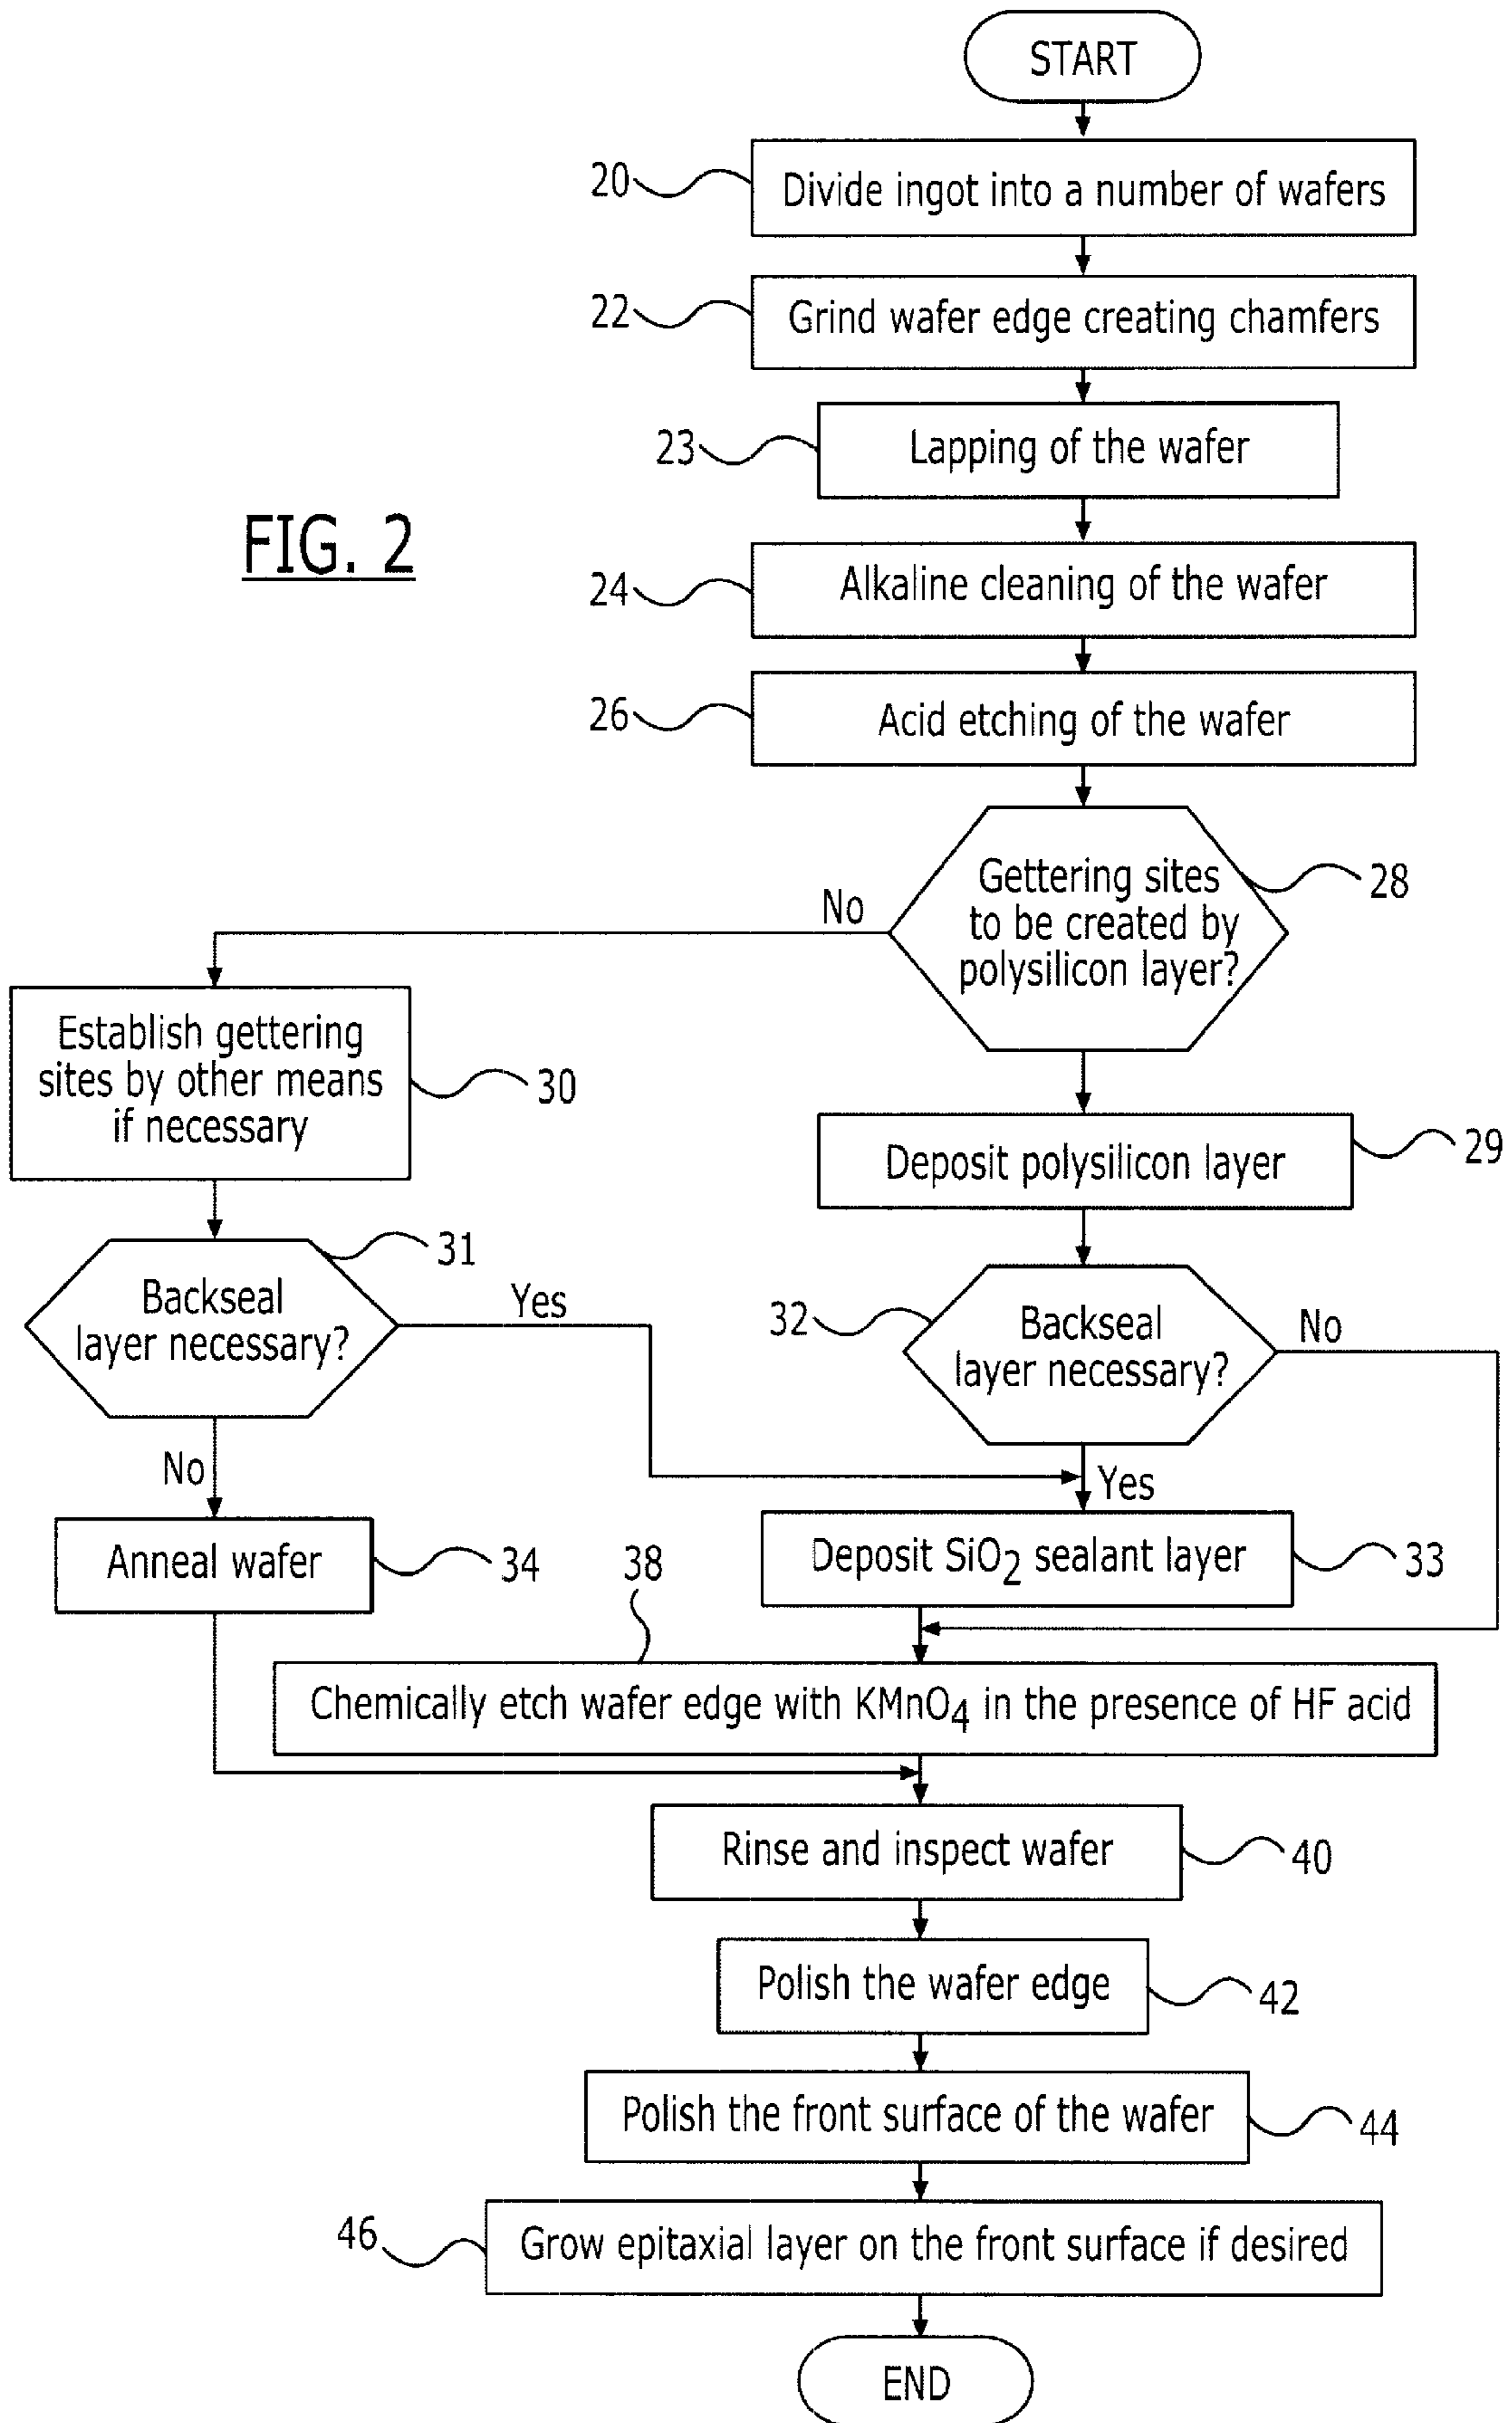 START
20
Divide ingot into a number of wafers
22
Grind wafer edge creating chamfers
23
Lapping of the wafer
FIG. 2
24
Alkaline cleaning of the wafer
26
Acid etching of the wafer
Gettering sites
to be created by
polysilicon layer?
28
No
Establish gettering
sites by other means
if necessary
30
Deposit polysilicon layer
29
Backseal
layer necessary?
31
Yes
32
Backseal
layer necessary?
No
No
Yes
Anneal wafer
34
38
Deposit SiO2 sealant layer
33
Chemically etch wafer edge with KMnO4 in the presence of HF acid
Rinse and inspect wafer
40
Polish the wafer edge
42
Polish the front surface of the wafer
44
46
Grow epitaxial layer on the front surface if desired
END